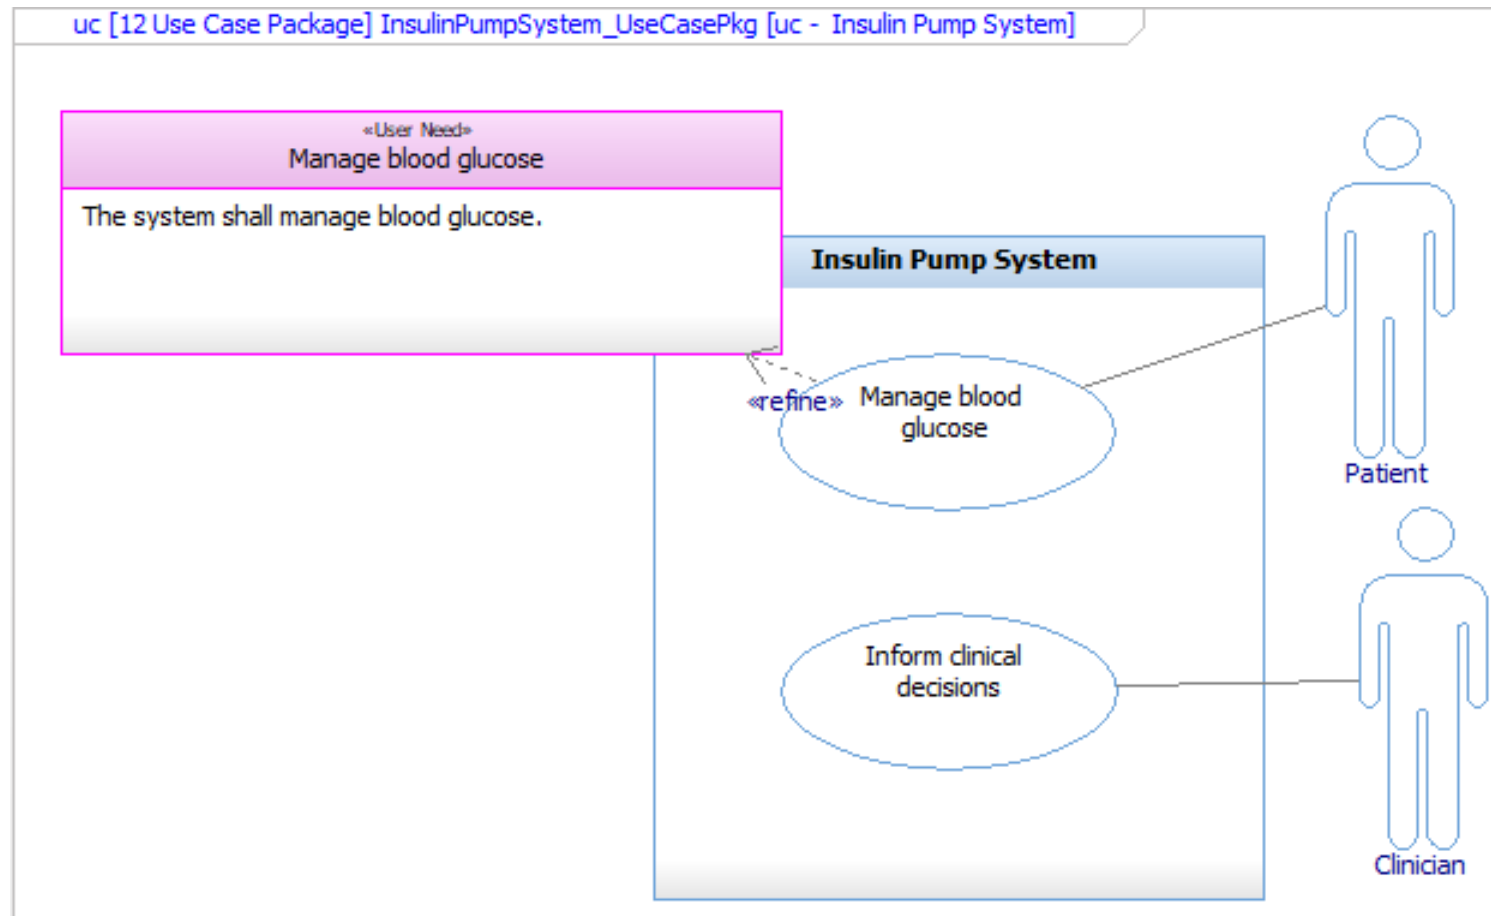 uc [12 Use Case Package] InsulinPumpSystem_UseCasePkg [uc - Insulin Pump System]
«User Need»
Manage blood glucose
The system shall manage blood glucose.
Insulin Pump System
«refine»
Manage blood
glucose
Patient
Inform clinical
decisions
Clinician